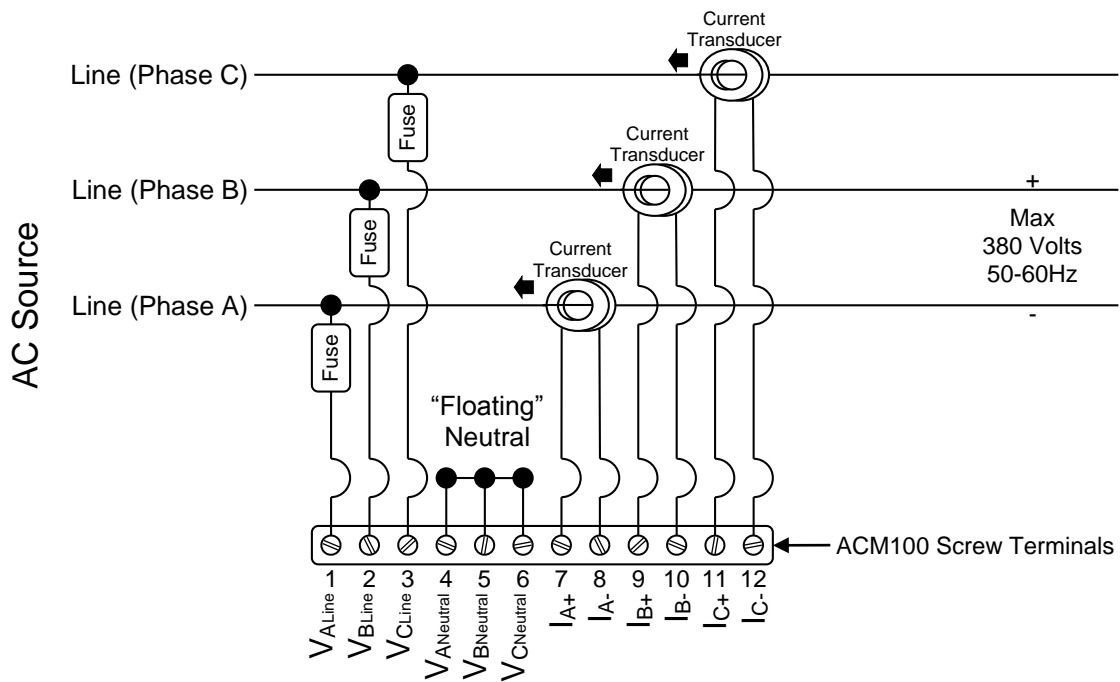 Current
Transducer
Line (Phase C)
Fuse
Current
Transducer
Line (Phase B)
+
Max
380 Volts
50-60Hz
-
Fuse
Current
Transducer
Line (Phase A)
Fuse
AC Source
“Floating”
Neutral
ACM100 Screw Terminals
1 2 3 4 5 6 7 8 9 10 11 12
VALine
VBLine
VCLine
VANeutral
VBNeutral
VCNeutral
IA+
IA-
IB+
IB-
IC+
IC-